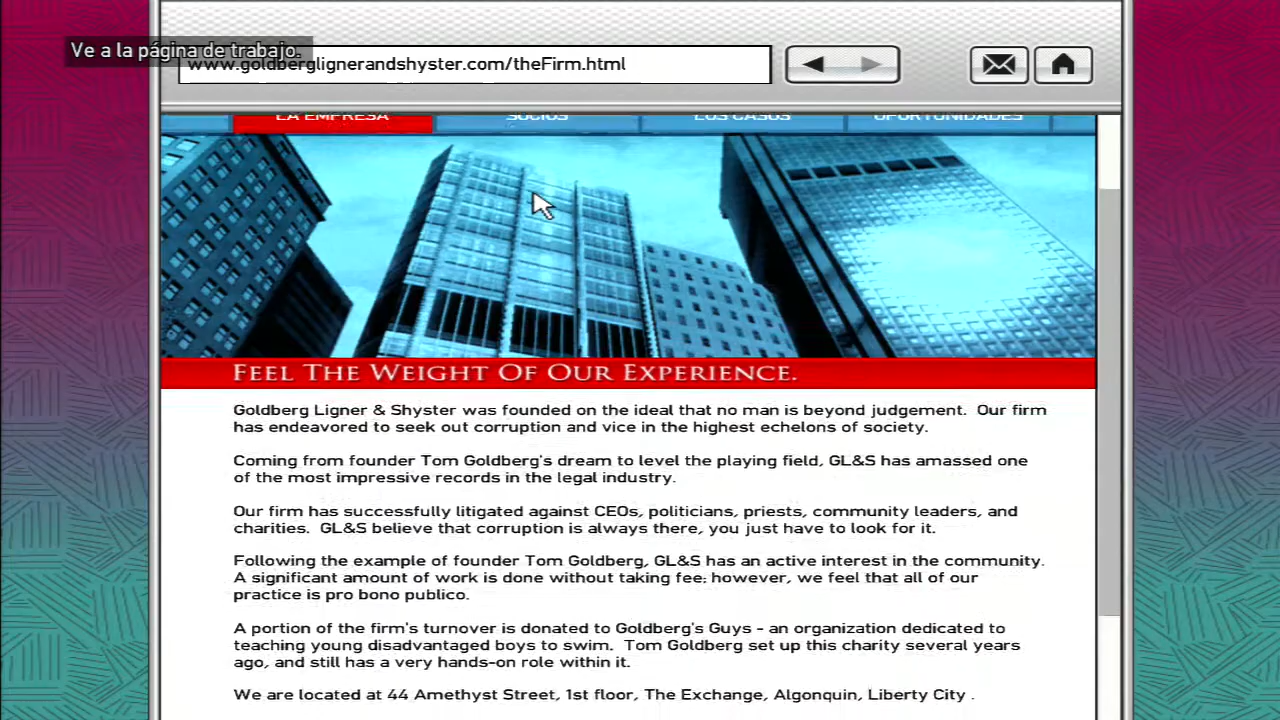 Ve a la página de trabajo.
www.goldberglignerandshyster.com/theFirm.html
LA EMPRESA SOCIOS LOS CASOS OPORTUNIDADES
FEEL THE WEIGHT OF OUR EXPERIENCE.
Goldberg Ligner & Shyster was founded on the ideal that no man is beyond judgement. Our firm
has endeavored to seek out corruption and vice in the highest echelons of society.
Coming from founder Tom Goldberg's dream to level the playing field, GL&S has amassed one
of the most impressive records in the legal industry.
Our firm has successfully litigated against CEOs, politicians, priests, community leaders, and
charities. GL&S believe that corruption is always there, you just have to look for it.
Following the example of founder Tom Goldberg, GL&S has an active interest in the community.
A significant amount of work is done without taking fee; however, we feel that all of our
practice is pro bono publico.
A portion of the firm's turnover is donated to Goldberg's Guys - an organization dedicated to
teaching young disadvantaged boys to swim. Tom Goldberg set up this charity several years
ago, and still has a very hands-on role within it.
We are located at 44 Amethyst Street, 1st floor, The Exchange, Algonquin, Liberty City .